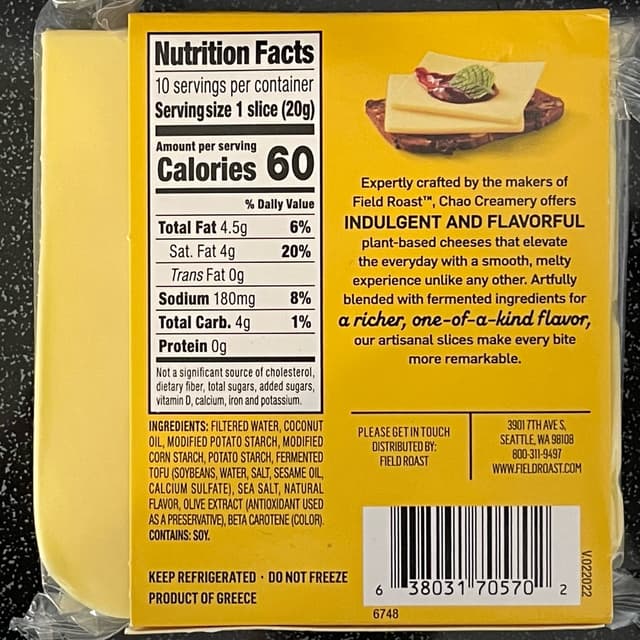 Nutrition Facts
10 servings per container
Serving size 1 slice (20g)
Amount per serving
Calories 60
% Daily Value
Total Fat 4.5g 6%
Sat. Fat 4g 20%
Trans Fat 0g
Sodium 180mg 8%
Total Carb. 4g 1%
Protein 0g
Not a significant source of cholesterol,
dietary fiber, total sugars, added sugars,
vitamin D, calcium, iron and potassium.
INGREDIENTS: FILTERED WATER, COCONUT
OIL, MODIFIED POTATO STARCH, MODIFIED
CORN STARCH, POTATO STARCH, FERMENTED
TOFU (SOYBEANS, WATER, SALT, SESAME OIL,
CALCIUM SULFATE), SEA SALT, NATURAL
FLAVOR, OLIVE EXTRACT (ANTIOXIDANT USED
AS A PRESERVATIVE), BETA CAROTENE (COLOR).
CONTAINS: SOY.
KEEP REFRIGERATED · DO NOT FREEZE
PRODUCT OF GREECE
Expertly crafted by the makers of
Field Roast™, Chao Creamery offers
INDULGENT AND FLAVORFUL
plant-based cheeses that elevate
the everyday with a smooth, melty
experience unlike any other. Artfully
blended with fermented ingredients for
a richer, one-of-a-kind flavor,
our artisanal slices make every bite
more remarkable.
PLEASE GET IN TOUCH
DISTRIBUTED BY:
FIELD ROAST
3901 7TH AVE S,
SEATTLE, WA 98108
800-311-9497
WWW.FIELDROAST.COM
6 38031 70570 2
6748
V.022022